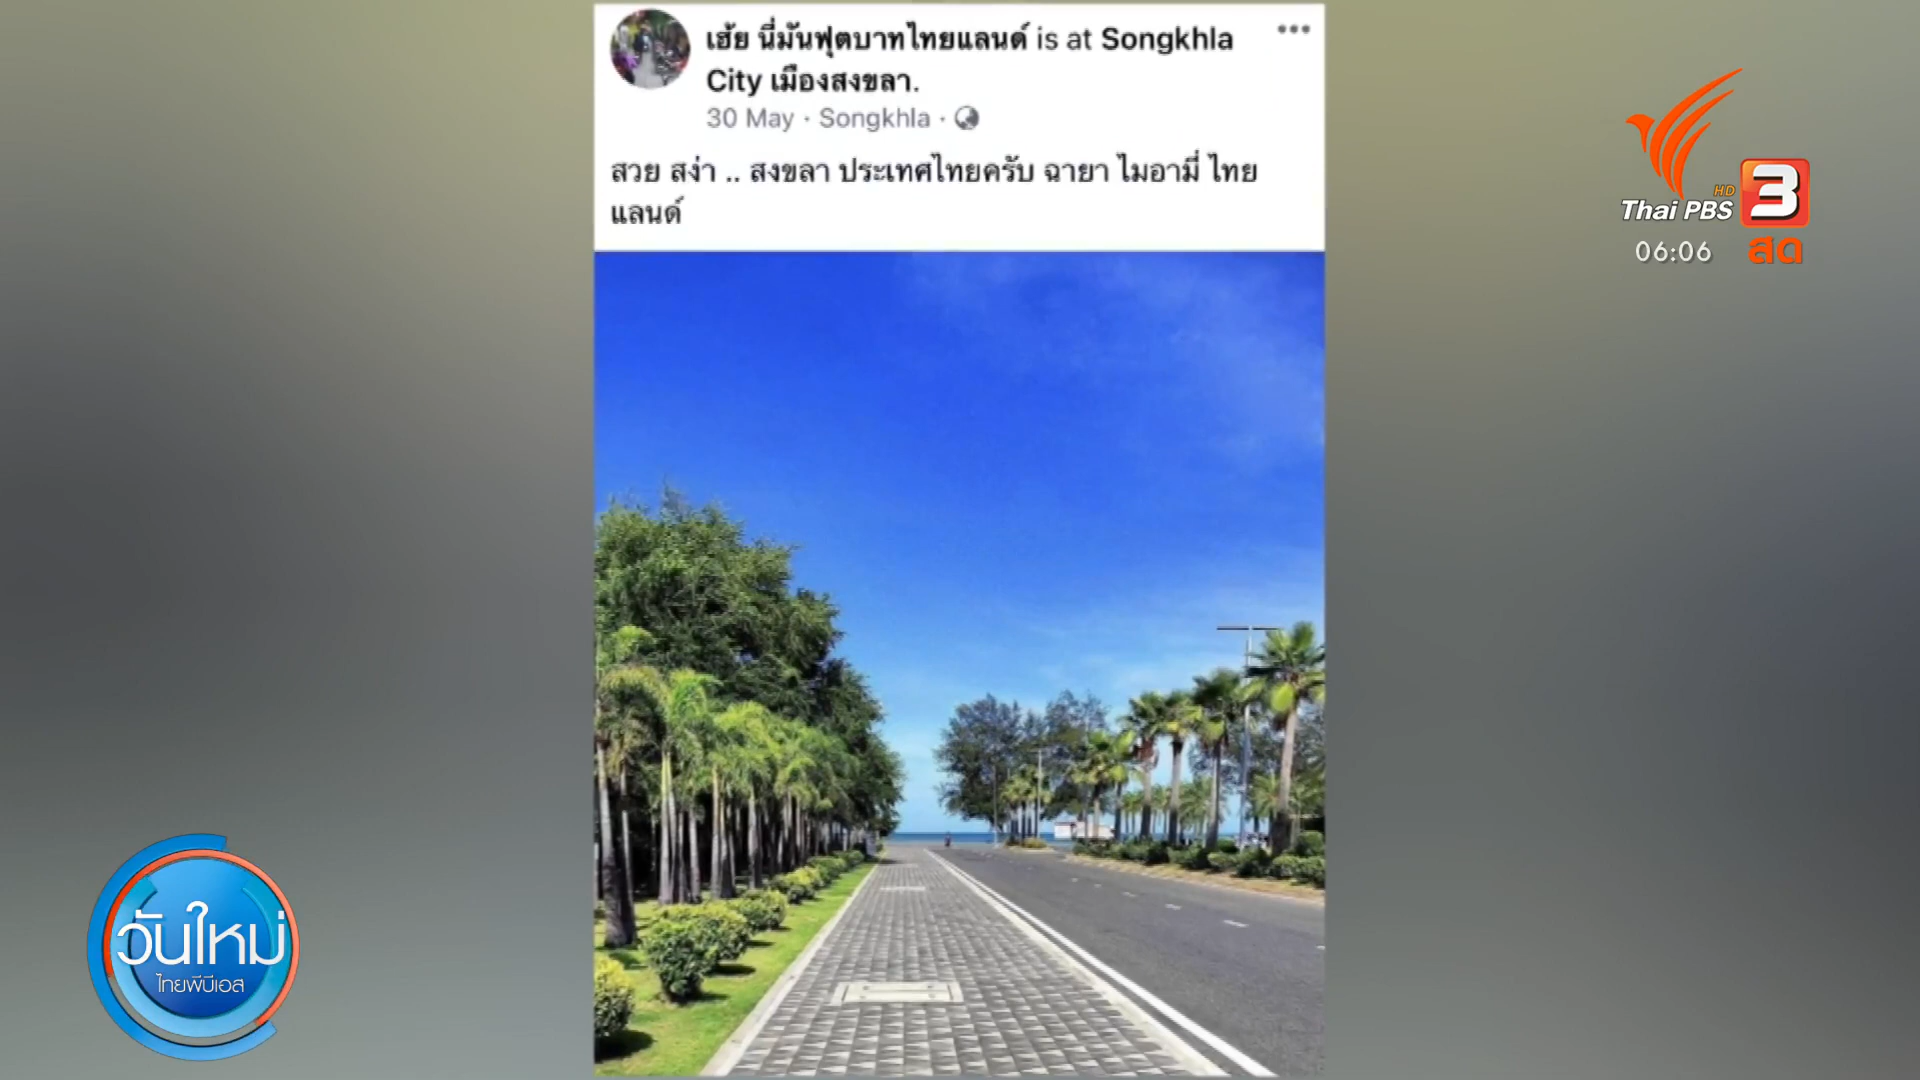 เฮ้ย นี่มันฟุตบาทไทยแลนด์ is at Songkhla
City เมืองสงขลา.
30 May · Songkhla ·
สวย สง่า .. สงขลา ประเทศไทยครับ ฉายา ไมอามี่ ไทย
แลนด์
HD
Thai PBS 3
06:06 สด
วันใหม่
ไทยพีบีเอส